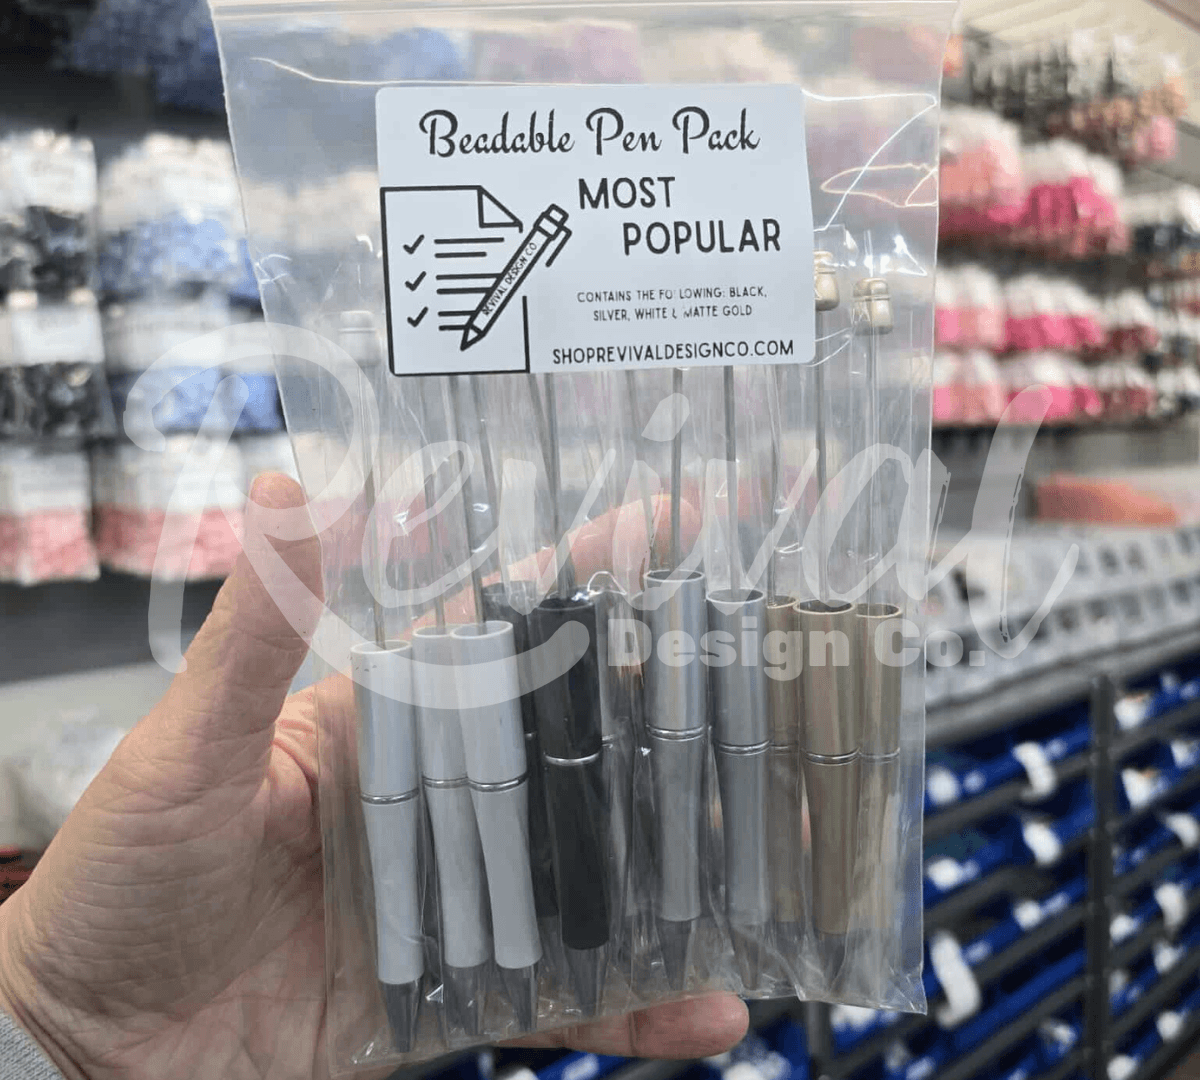 Beadable Pen Pack
MOST
POPULAR
REVIVAL DESIGN CO
CONTAINS THE FOLLOWING: BLACK,
SILVER, WHITE & MATTE GOLD
SHOPREVIVALDESIGNCO.COM
Revival
Design Co.